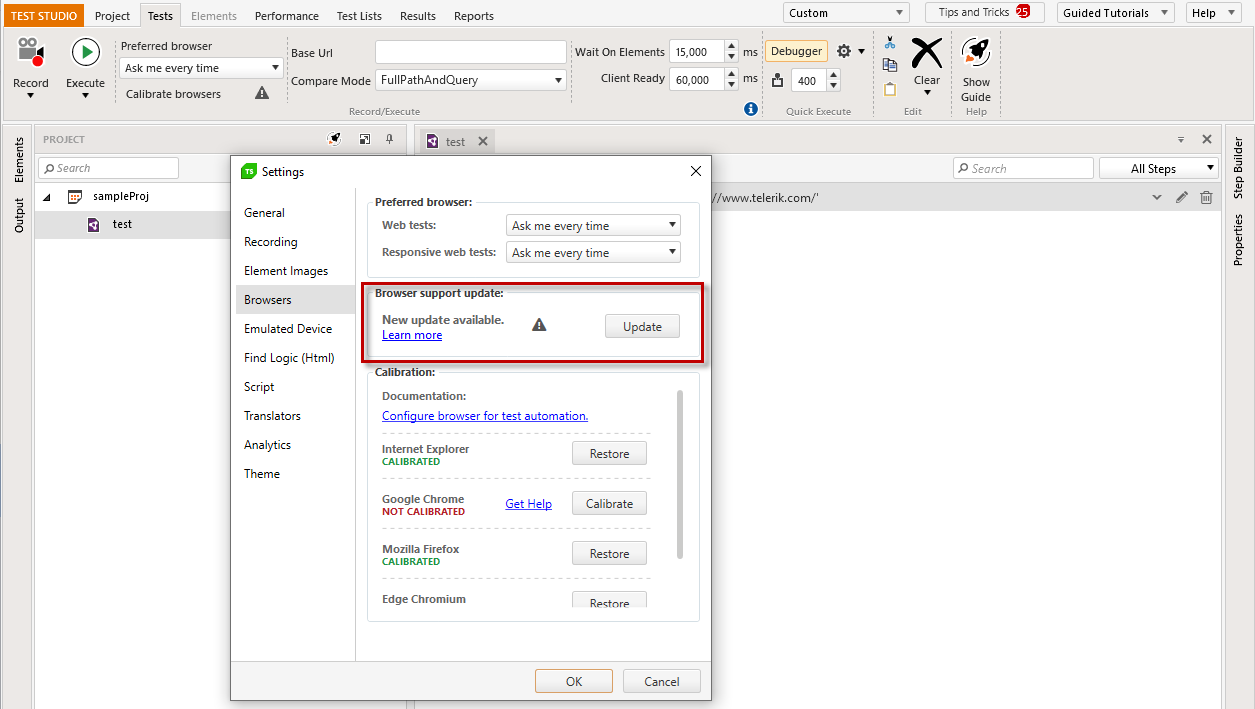 TEST STUDIO Project Tests Elements Performance Test Lists Results Reports Custom Tips and Tricks 25 Guided Tutorials Help
Record
Execute
Preferred browser
Ask me every time
Calibrate browsers
Base Url
Compare Mode FullPathAndQuery
Wait On Elements 15,000 ms
Client Ready 60,000 ms
Record/Execute
Debugger
400
Quick Execute
Clear
Edit
Show
Guide
Help
Elements
Output
PROJECT
Search
sampleProj
test
test
Search
All Steps
//www.telerik.com/'
Step Builder
Properties
TS Settings
General
Recording
Element Images
Browsers
Emulated Device
Find Logic (Html)
Script
Translators
Analytics
Theme
Preferred browser:
Web tests: Ask me every time
Responsive web tests: Ask me every time
Browser support update:
New update available.
Learn more
Update
Calibration:
Documentation:
Configure browser for test automation.
Internet Explorer
CALIBRATED
Restore
Google Chrome
NOT CALIBRATED
Get Help
Calibrate
Mozilla Firefox
CALIBRATED
Restore
Edge Chromium
Restore
OK Cancel